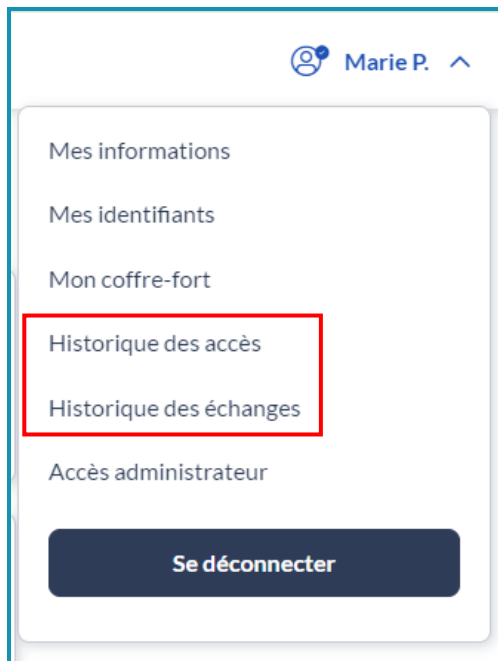 Marie P.
Mes informations
Mes identifiants
Mon coffre-fort
Historique des accès
Historique des échanges
Accès administrateur
Se déconnecter